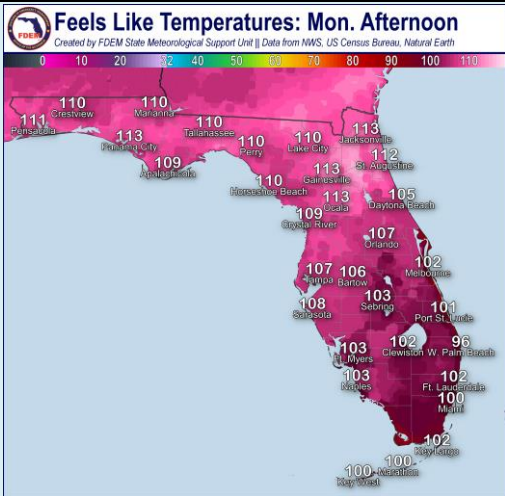 FDEM
Feels Like Temperatures: Mon. Afternoon
Created by FDEM State Meteorological Support Unit || Data from NWS, US Census Bureau, Natural Earth
0 10 20 32 40 50 60 70 80 90 100 110
110
Crestview
110
Marianna
111
Pensacola
110
Tallahassee
113
Jacksonville
113
Panama City
110
Perry
110
Lake City
112
St. Augustine
109
Apalachicola
113
Gainesville
110
Horseshoe Beach
113
Ocala
105
Daytona Beach
109
Crystal River
107
Orlando
102
Melbourne
107
Tampa
106
Bartow
108
Sarasota
103
Sebring
101
Port St. Lucie
103
Ft. Myers
102
Clewiston
96
W. Palm Beach
103
Naples
102
Ft. Lauderdale
100
Miami
102
Key Largo
100
Marathon
100
Key West